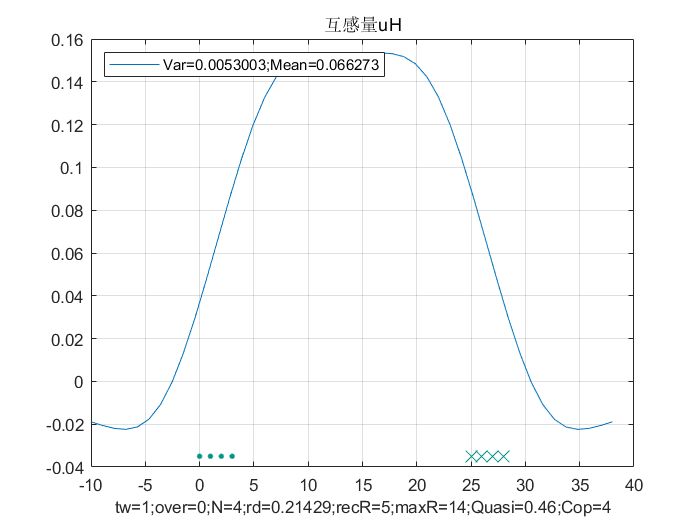 互感量uH
Var=0.0053003;Mean=0.066273
0.16
0.14
0.12
0.1
0.08
0.06
0.04
0.02
0
-0.02
-0.04
-10 -5 0 5 10 15 20 25 30 35 40
tw=1;over=0;N=4;rd=0.21429;recR=5;maxR=14;Quasi=0.46;Cop=4